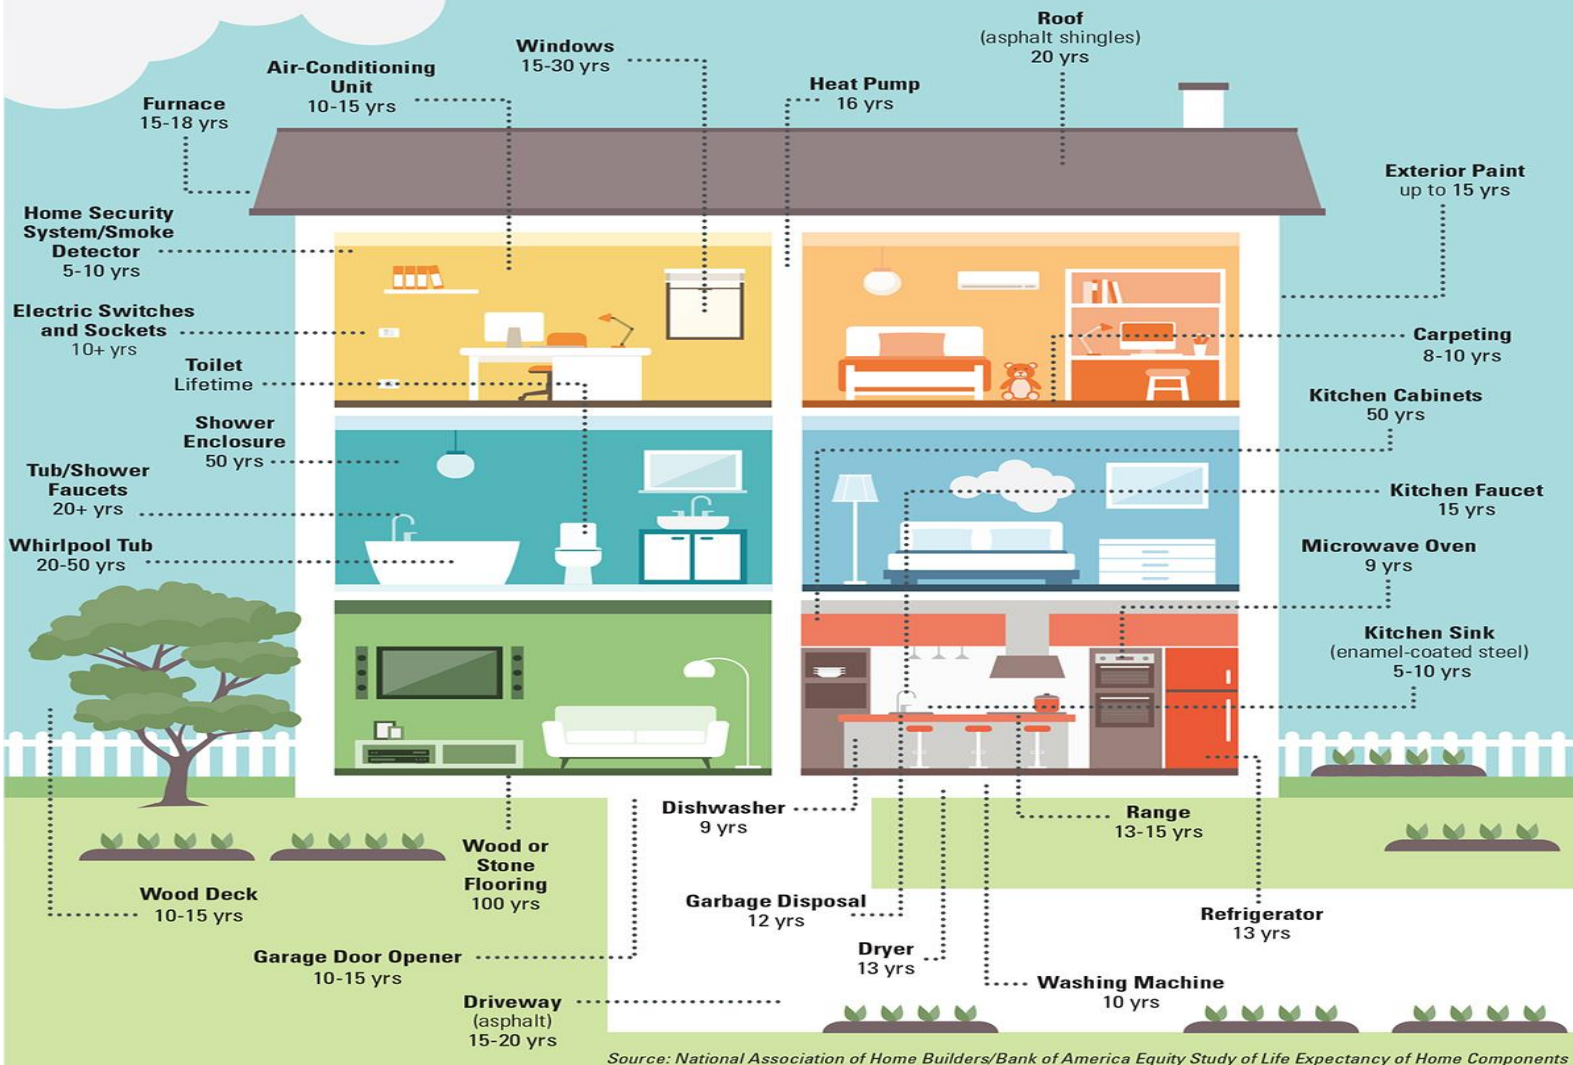 Roof
(asphalt shingles)
20 yrs
Windows
15-30 yrs
Air-Conditioning
Unit
10-15 yrs
Heat Pump
16 yrs
Furnace
15-18 yrs
Exterior Paint
up to 15 yrs
Home Security
System/Smoke
Detector
5-10 yrs
Electric Switches
and Sockets
10+ yrs
Carpeting
8-10 yrs
Toilet
Lifetime
Kitchen Cabinets
50 yrs
Shower
Enclosure
50 yrs
Tub/Shower
Faucets
20+ yrs
Kitchen Faucet
15 yrs
Whirlpool Tub
20-50 yrs
Microwave Oven
9 yrs
Kitchen Sink
(enamel-coated steel)
5-10 yrs
Dishwasher
9 yrs
Range
13-15 yrs
Wood or
Stone
Flooring
100 yrs
Wood Deck
10-15 yrs
Garbage Disposal
12 yrs
Refrigerator
13 yrs
Dryer
13 yrs
Garage Door Opener
10-15 yrs
Washing Machine
10 yrs
Driveway
(asphalt)
15-20 yrs
Source: National Association of Home Builders/Bank of America Equity Study of Life Expectancy of Home Components